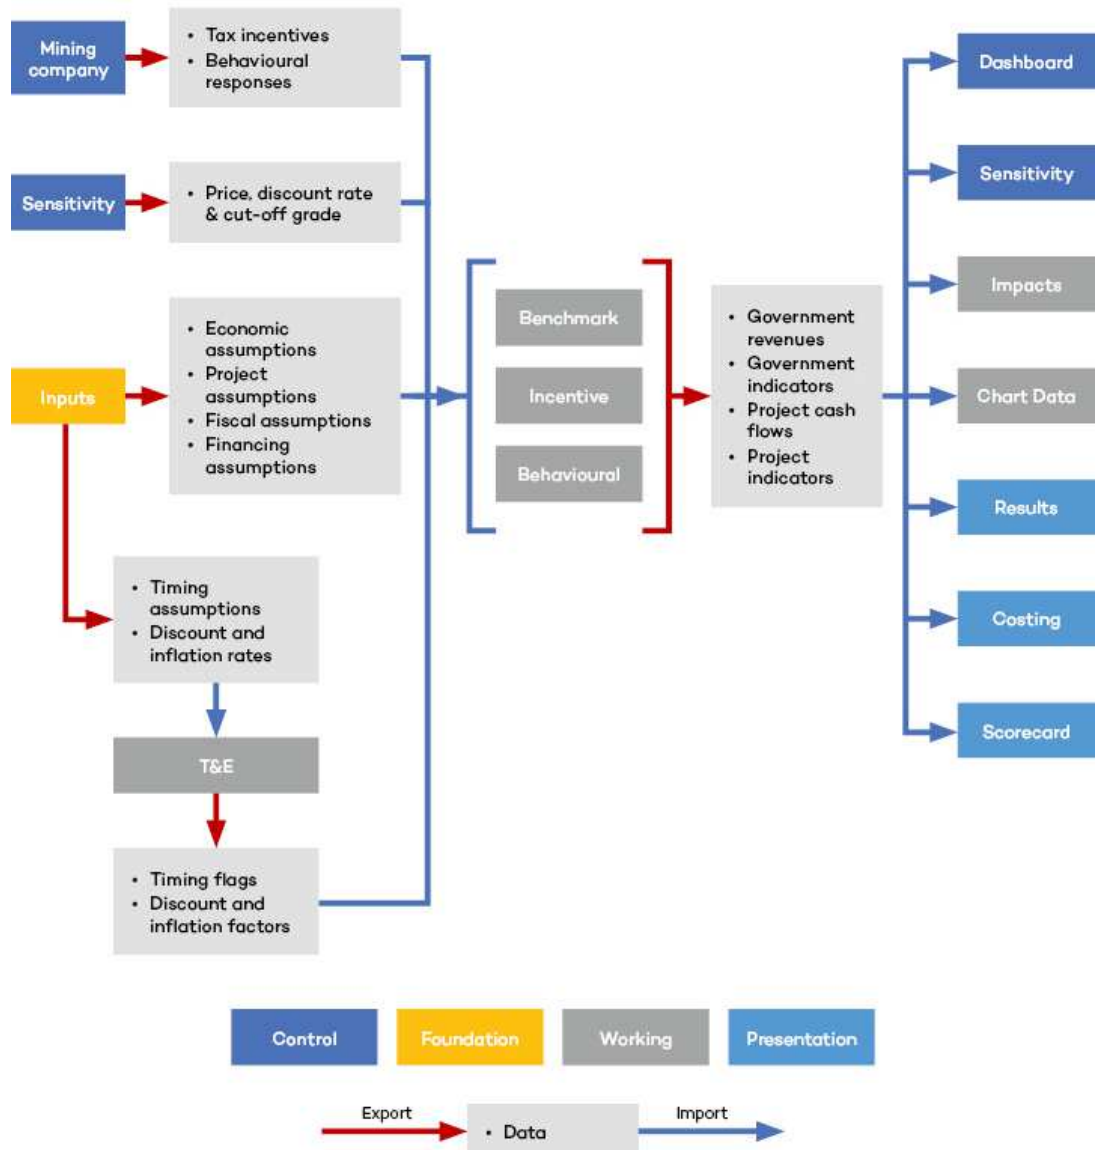 Mining
company
• Tax incentives
• Behavioural
responses
Sensitivity
• Price, discount rate
& cut-off grade
Inputs
• Economic
assumptions
• Project
assumptions
• Fiscal assumptions
• Financing
assumptions
• Timing
assumptions
• Discount and
inflation rates
T&E
• Timing flags
• Discount and
inflation factors
Benchmark
Incentive
Behavioural
• Government
revenues
• Government
indicators
• Project cash
flows
• Project
indicators
Dashboard
Sensitivity
Impacts
Chart Data
Results
Costing
Scorecard
Control
Foundation
Working
Presentation
Export
• Data
Import